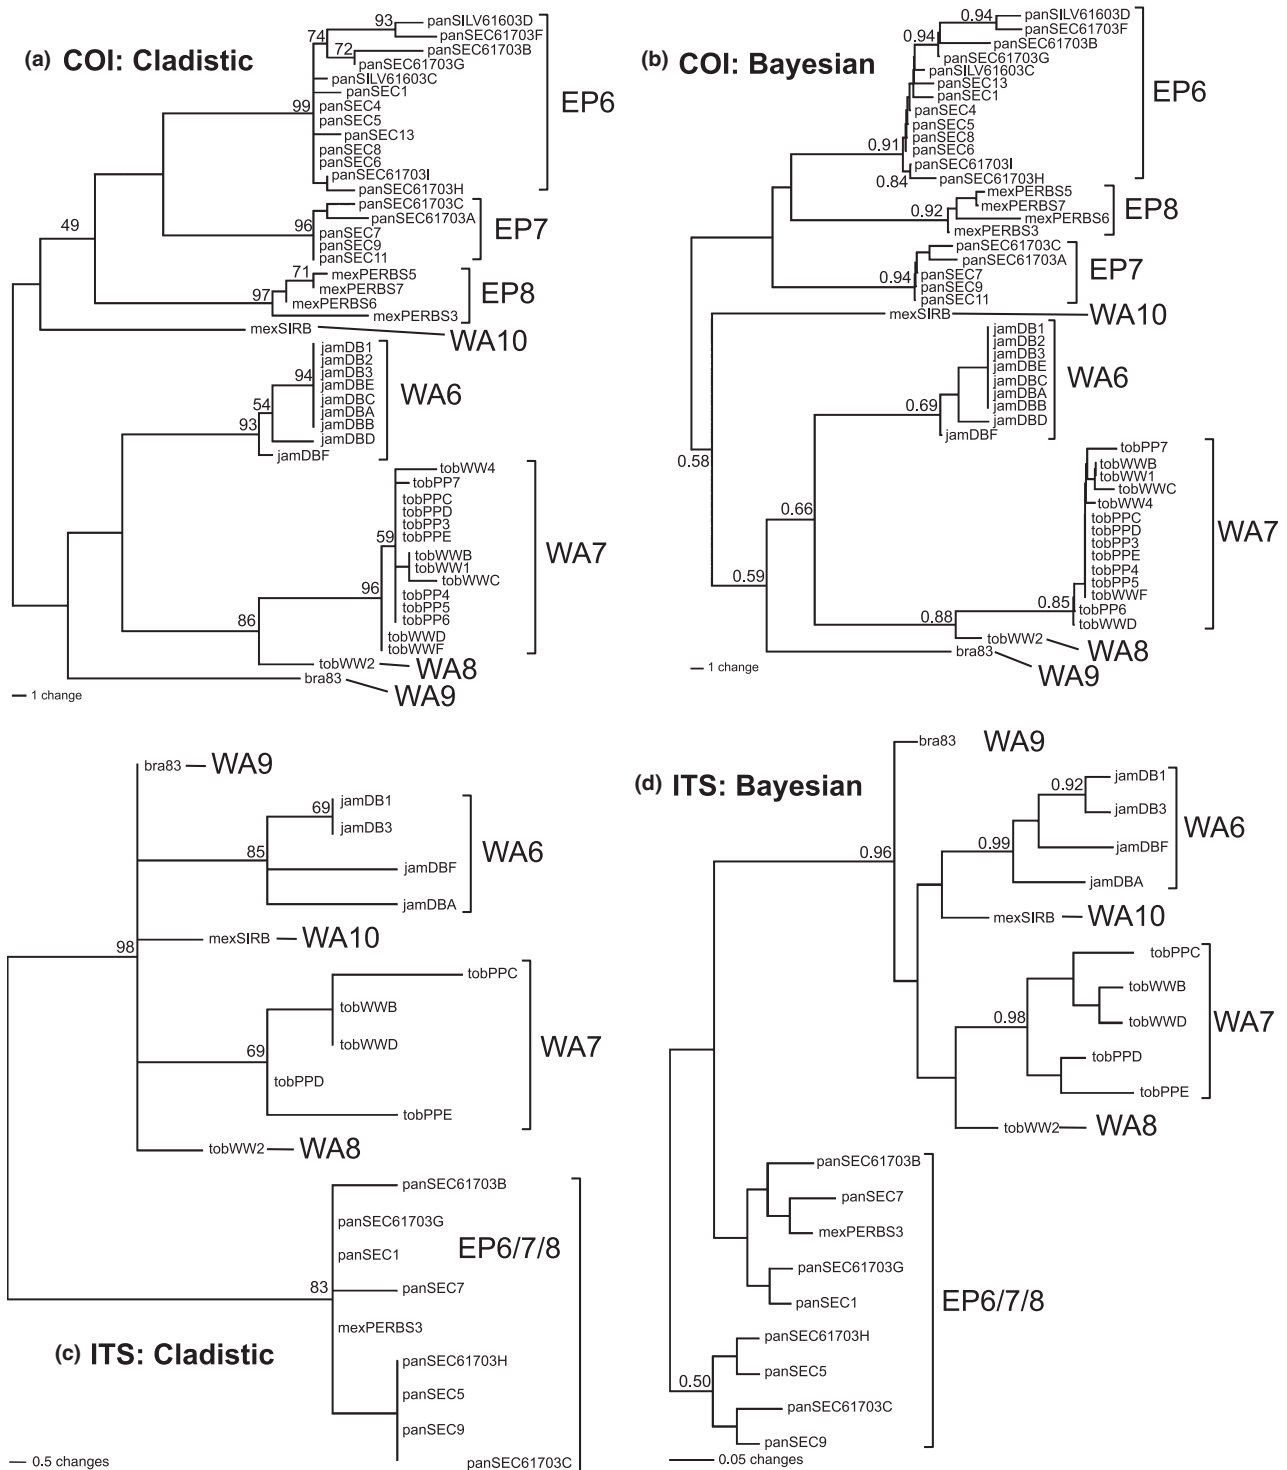 (a) COI: Cladistic
93
panSILV61603D
panSEC61703F
74
72
panSEC61703B
panSEC61703G
panSILV61603C
panSEC1
99
panSEC4
panSEC5
panSEC13
panSEC8
panSEC6
panSEC61703I
panSEC61703H
EP6
panSEC61703C
panSEC61703A
96
panSEC7
panSEC9
panSEC11
EP7
49
71
mexPERBS5
mexPERBS7
97
mexPERBS6
mexPERBS3
EP8
mexSIRB
WA10
jamDB1
jamDB2
jamDB3
94
jamDBE
jamDBC
jamDBA
jamDBB
54
93
jamDBD
jamDBF
WA6
tobWW4
tobPP7
tobPPC
tobPPD
tobPP3
tobPPE
59
tobWWB
tobWW1
tobWWC
96
tobPP4
tobPP5
tobPP6
tobWWD
tobWWF
WA7
86
tobWW2
WA8
bra83
WA9
1 change
(b) COI: Bayesian
0.94
panSILV61603D
panSEC61703F
0.94
panSEC61703B
panSEC61703G
panSILV61603C
panSEC13
panSEC1
panSEC4
panSEC5
panSEC8
0.91
panSEC6
panSEC61703I
0.84
panSEC61703H
EP6
mexPERBS5
mexPERBS7
0.92
mexPERBS6
mexPERBS3
EP8
panSEC61703C
panSEC61703A
0.94
panSEC7
panSEC9
panSEC11
EP7
mexSIRB
WA10
jamDB1
jamDB2
jamDB3
jamDBE
jamDBC
jamDBA
jamDBB
0.69
jamDBD
jamDBF
WA6
0.58
tobPP7
tobWWB
tobWW1
tobWWC
tobWW4
tobPPC
tobPPD
tobPP3
tobPPE
tobPP4
tobPP5
tobWWF
0.85
tobPP6
tobWWD
WA7
0.66
0.59
0.88
tobWW2
WA8
bra83
WA9
1 change
bra83
WA9
69
jamDB1
jamDB3
85
jamDBF
jamDBA
WA6
98
mexSIRB
WA10
tobPPC
tobWWB
tobWWD
69
tobPPD
tobPPE
WA7
tobWW2
WA8
panSEC61703B
panSEC61703G
panSEC1
EP6/7/8
83
panSEC7
mexPERBS3
(c) ITS: Cladistic
panSEC61703H
panSEC5
panSEC9
panSEC61703C
0.5 changes
(d) ITS: Bayesian
bra83
WA9
0.92
jamDB1
jamDB3
0.99
jamDBF
jamDBA
WA6
0.96
mexSIRB
WA10
tobPPC
tobWWB
0.98
tobWWD
tobPPD
tobPPE
WA7
tobWW2
WA8
panSEC61703B
panSEC7
mexPERBS3
panSEC61703G
panSEC1
EP6/7/8
panSEC61703H
panSEC5
0.50
panSEC61703C
panSEC9
0.05 changes